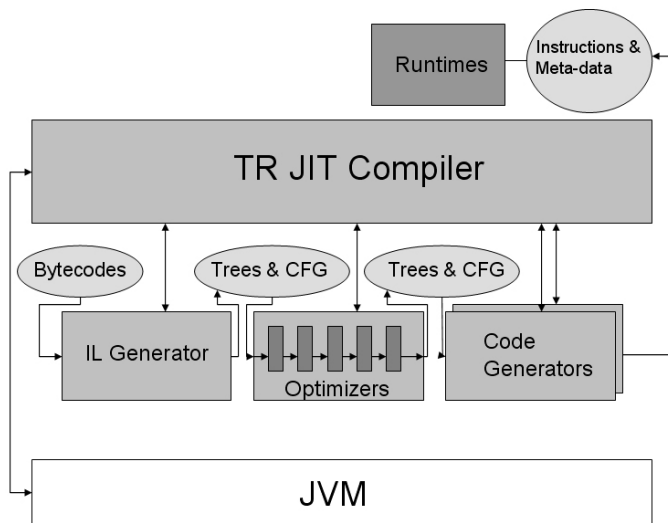 Runtimes
Instructions &
Meta-data
TR JIT Compiler
Bytecodes
Trees & CFG
Trees & CFG
IL Generator
Optimizers
Code
Generators
JVM